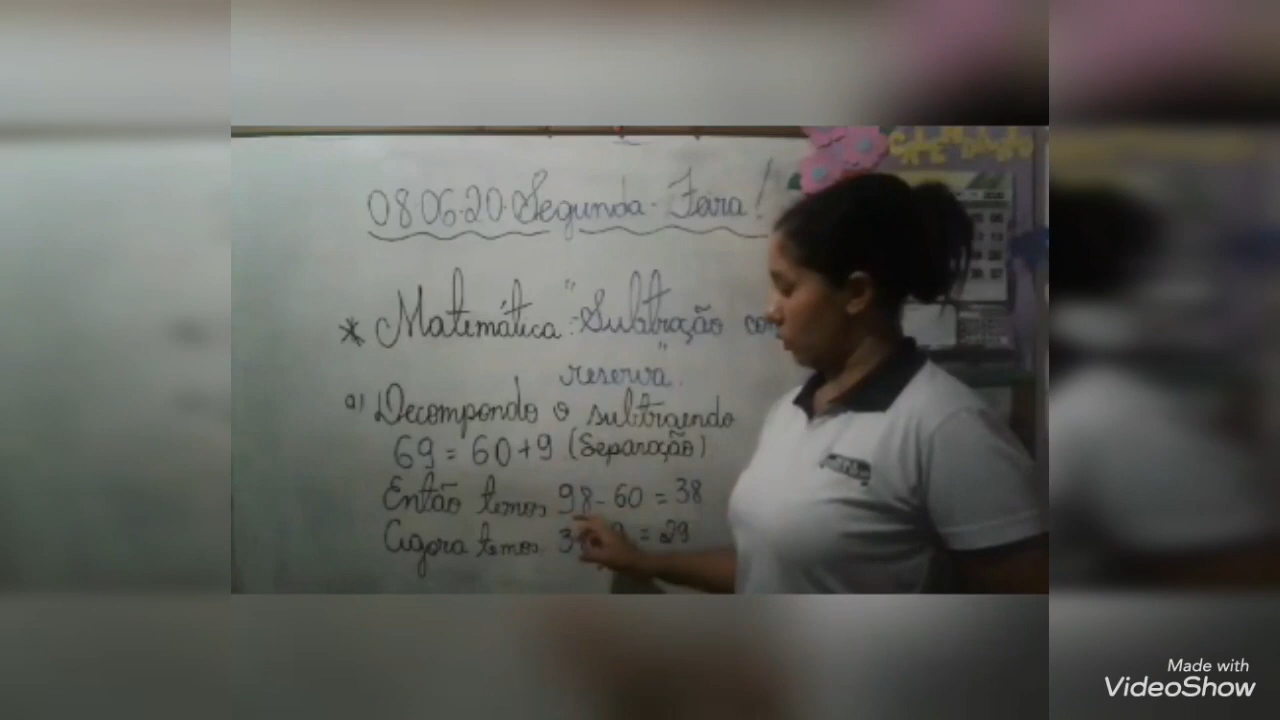 08.06.20. Segunda-Feira!
* Matemática: "Subtração com
reserva".
a) Decompondo o subtraendo
69 = 60 + 9 (Separação)
Então temos 98 - 60 = 38
Agora temos 9 = 29
Made with
VideoShow